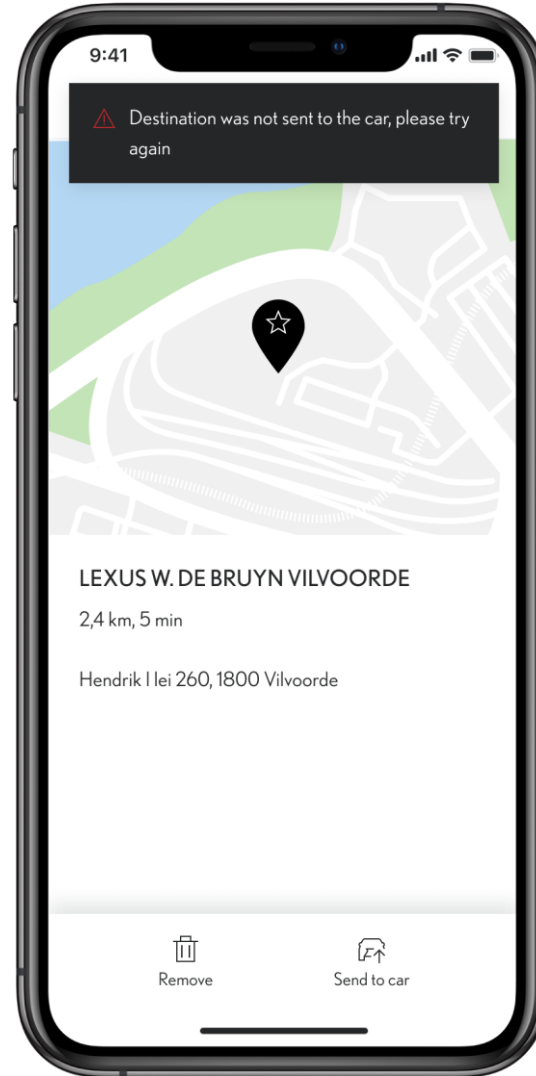 9:41
Destination was not sent to the car, please try
again
LEXUS W. DE BRUYN VILVOORDE
2,4 km, 5 min
Hendrik I lei 260, 1800 Vilvoorde
Remove
Send to car